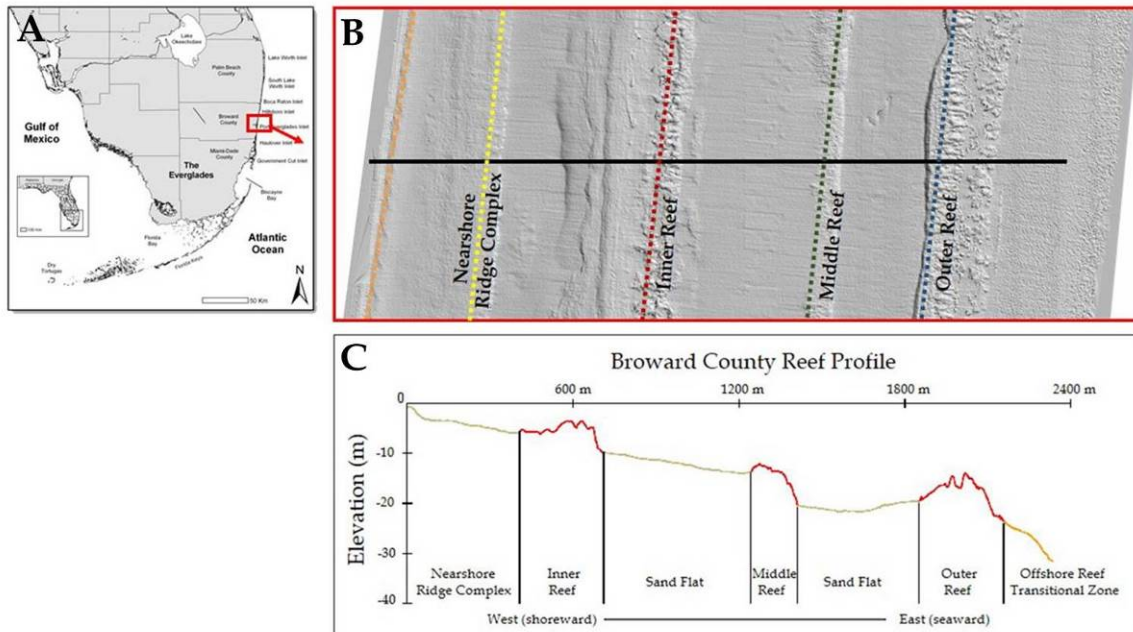 A
Lake
Okeechobee
Palm Beach
County
Lake Worth Inlet
South Lake
Worth Inlet
Boca Raton Inlet
Hillsboro Inlet
Broward
County
Port Everglades Inlet
Gulf of
Mexico
Haulover Inlet
Miami-Dade
County
Government Cut Inlet
The
Everglades
Biscayne
Bay
Florida
Bay
Atlantic
Ocean
Florida Keys
Dry
Tortugas
N
50 Km
B
Nearshore
Ridge Complex
Inner Reef
Middle Reef
Outer Reef
C
Broward County Reef Profile
600 m 1200 m 1800 m 2400 m
0
-10
-20
-30
-40
Elevation (m)
Nearshore
Ridge Complex
Inner
Reef
Sand Flat
Middle
Reef
Sand Flat
Outer
Reef
Offshore Reef
Transitional Zone
West (shoreward) East (seaward)